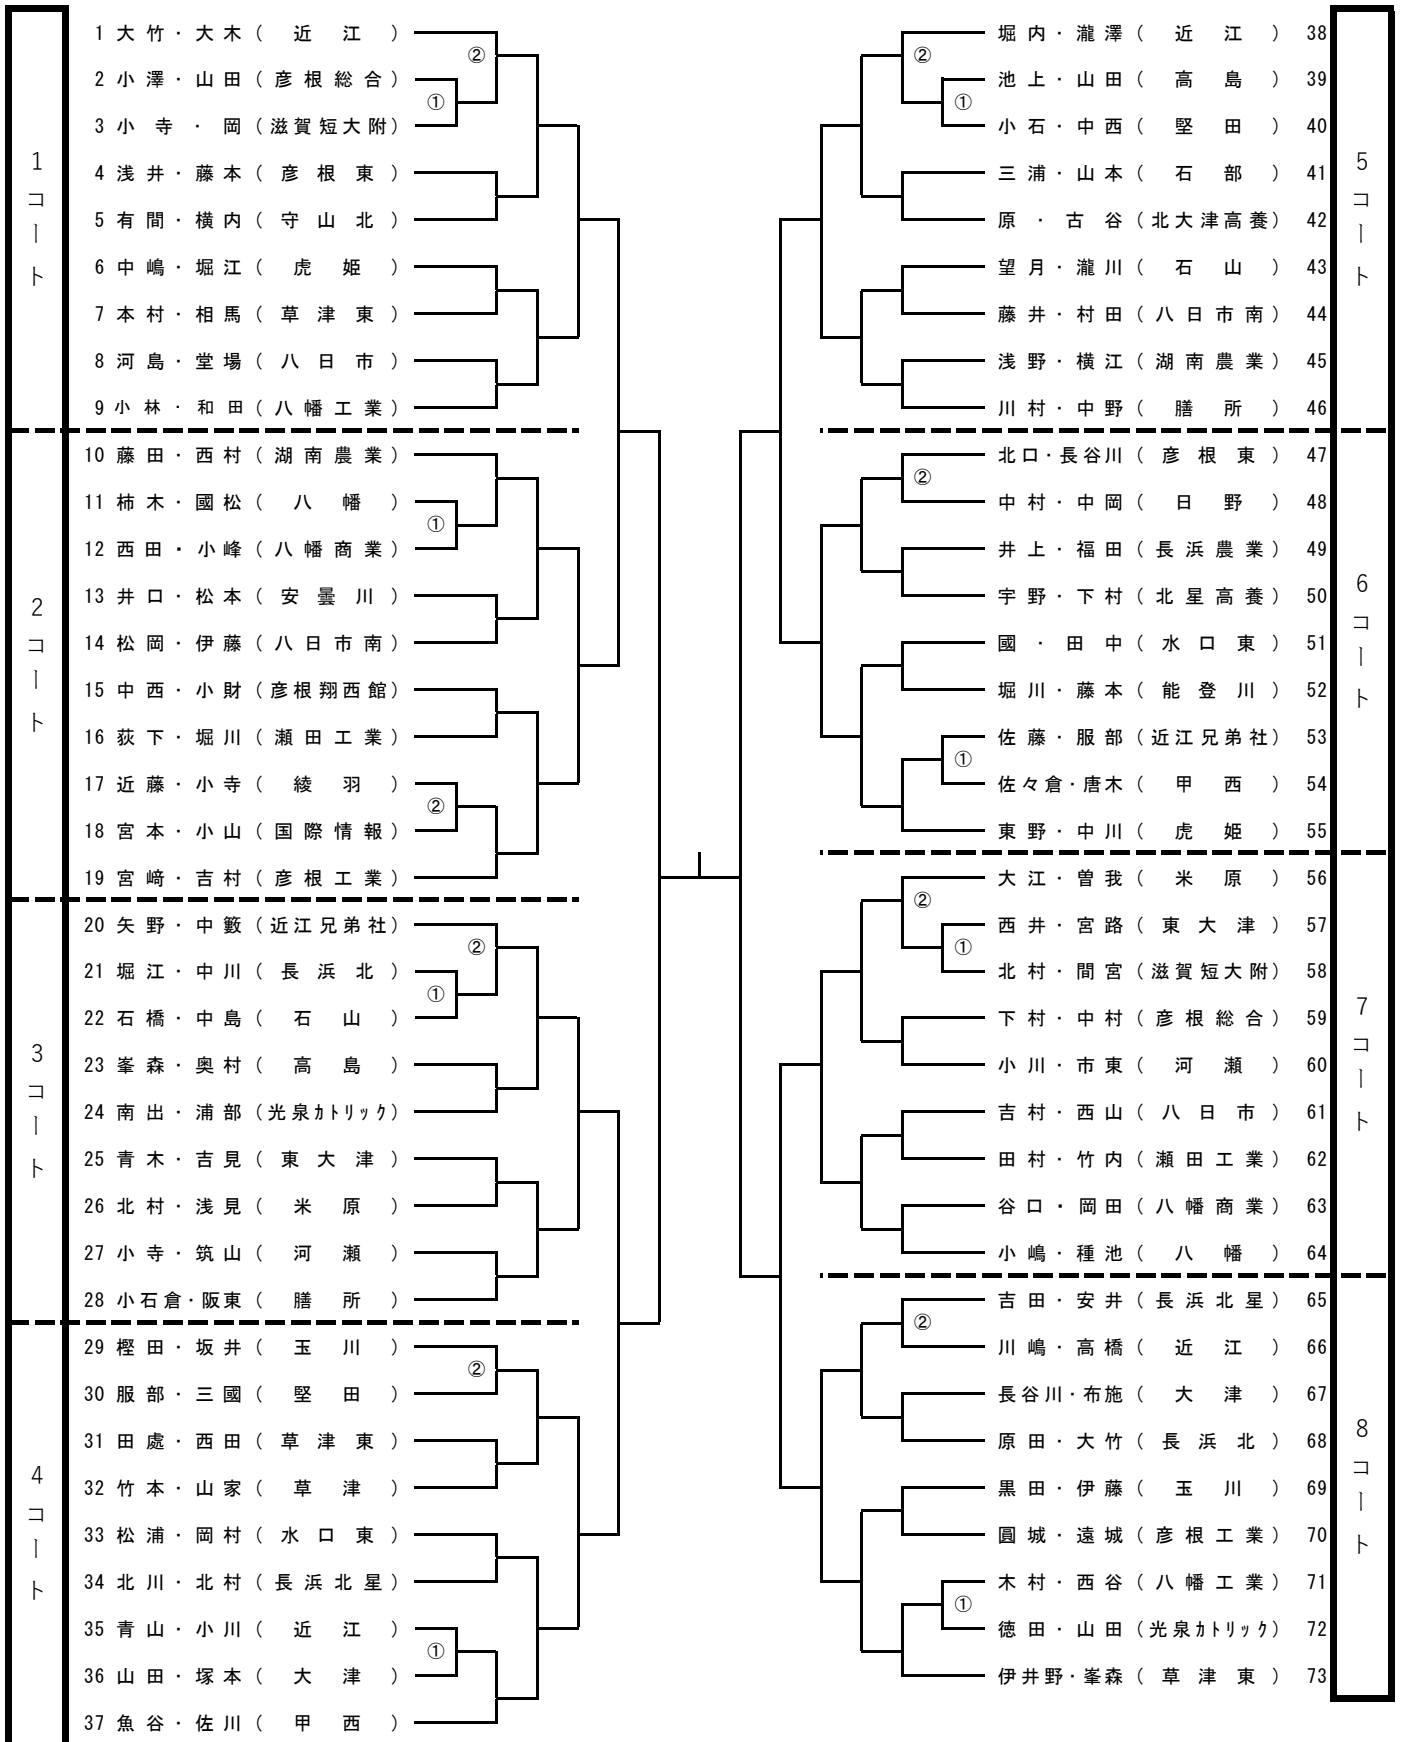 1コート
1 大竹・大木（近江）
②
2 小澤・山田（彦根総合）
①
3 小寺・岡（滋賀短大附）
4 浅井・藤本（彦根東）
5 有間・横内（守山北）
6 中嶋・堀江（虎姫）
7 本村・相馬（草津東）
8 河島・堂場（八日市）
9 小林・和田（八幡工業）
2コート
10 藤田・西村（湖南農業）
11 柿木・國松（八幡）
①
12 西田・小峰（八幡商業）
13 井口・松本（安曇川）
14 松岡・伊藤（八日市南）
15 中西・小財（彦根翔西館）
16 荻下・堀川（瀬田工業）
17 近藤・小寺（綾羽）
②
18 宮本・小山（国際情報）
19 宮﨑・吉村（彦根工業）
3コート
20 矢野・中籔（近江兄弟社）
②
21 堀江・中川（長浜北）
①
22 石橋・中島（石山）
23 峯森・奥村（高島）
24 南出・浦部（光泉カトリック）
25 青木・吉見（東大津）
26 北村・浅見（米原）
27 小寺・筑山（河瀬）
28 小石倉・阪東（膳所）
4コート
29 樫田・坂井（玉川）
②
30 服部・三國（堅田）
31 田處・西田（草津東）
32 竹本・山家（草津）
33 松浦・岡村（水口東）
34 北川・北村（長浜北星）
35 青山・小川（近江）
①
36 山田・塚本（大津）
37 魚谷・佐川（甲西）
5コート
堀内・瀧澤（近江） 38
②
池上・山田（高島） 39
①
小石・中西（堅田） 40
三浦・山本（石部） 41
原・古谷（北大津高養） 42
望月・瀧川（石山） 43
藤井・村田（八日市南） 44
浅野・横江（湖南農業） 45
川村・中野（膳所） 46
6コート
北口・長谷川（彦根東） 47
②
中村・中岡（日野） 48
井上・福田（長浜農業） 49
宇野・下村（北星高養） 50
國・田中（水口東） 51
堀川・藤本（能登川） 52
佐藤・服部（近江兄弟社） 53
①
佐々倉・唐木（甲西） 54
東野・中川（虎姫） 55
7コート
大江・曽我（米原） 56
②
西井・宮路（東大津） 57
①
北村・間宮（滋賀短大附） 58
下村・中村（彦根総合） 59
小川・市東（河瀬） 60
吉村・西山（八日市） 61
田村・竹内（瀬田工業） 62
谷口・岡田（八幡商業） 63
小嶋・種池（八幡） 64
8コート
吉田・安井（長浜北星） 65
②
川嶋・高橋（近江） 66
長谷川・布施（大津） 67
原田・大竹（長浜北） 68
黒田・伊藤（玉川） 69
圓城・遠城（彦根工業） 70
木村・西谷（八幡工業） 71
①
徳田・山田（光泉カトリック） 72
伊井野・峯森（草津東） 73